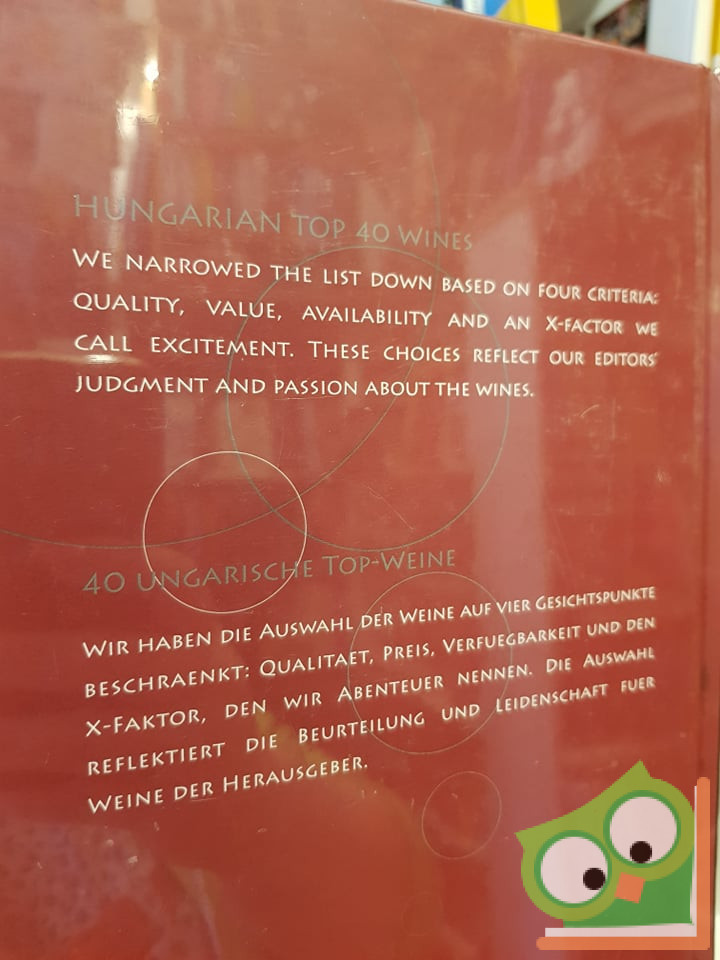 HUNGARIAN TOP 40 WINES
WE NARROWED THE LIST DOWN BASED ON FOUR CRITERIA:
QUALITY, VALUE, AVAILABILITY AND AN X-FACTOR WE
CALL EXCITEMENT. THESE CHOICES REFLECT OUR EDITORS'
JUDGMENT AND PASSION ABOUT THE WINES.
40 UNGARISCHE TOP-WEINE
WIR HABEN DIE AUSWAHL DER WEINE AUF VIER GESICHTSPUNKTE
BESCHRAENKT: QUALITAET, PREIS, VERFUEGBARKEIT UND DEN
X-FAKTOR, DEN WIR ABENTEUER NENNEN. DIE AUSWAHL
REFLEKTIERT DIE BEURTEILUNG UND LEIDENSCHAFT FUER
WEINE DER HERAUSGEBER.